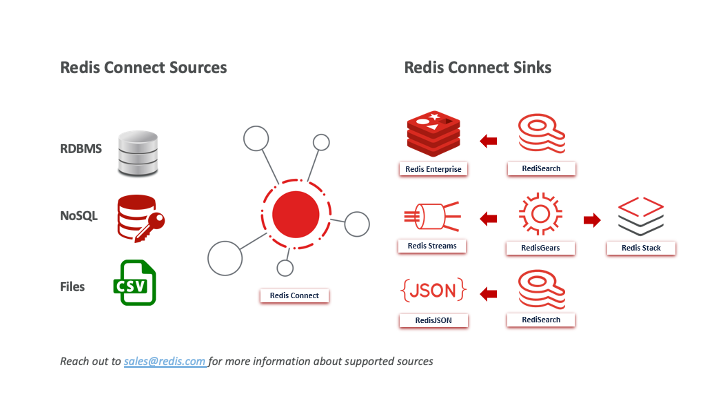 Redis Connect Sources
Redis Connect Sinks
RDBMS
Redis Enterprise
RediSearch
NoSQL
Redis Streams
RedisGears
Redis Stack
Files
CSV
Redis Connect
{JSON}
RedisJSON
RediSearch
Reach out to sales@redis.com for more information about supported sources